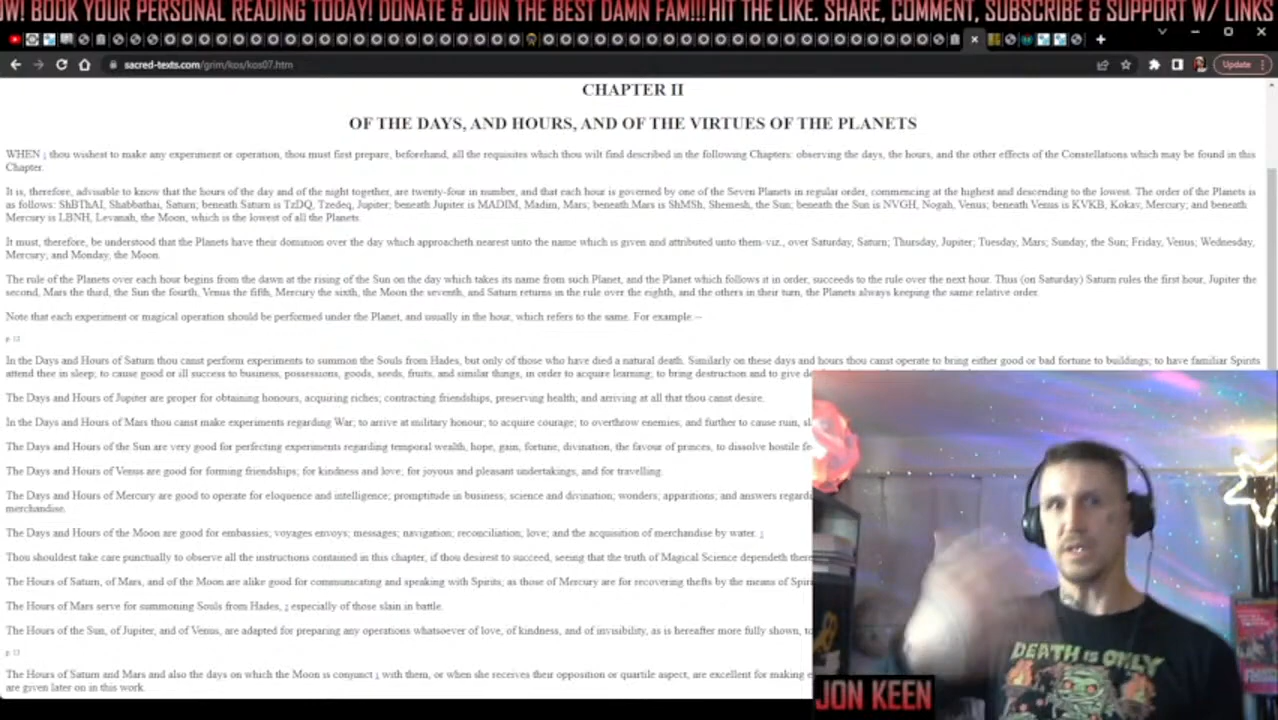 W! BOOK YOUR PERSONAL READING TODAY! DONATE & JOIN THE BEST DAMN FAM!!! HIT THE LIKE. SHARE, COMMENT, SUBSCRIBE & SUPPORT W/ LINKS
sacred-texts.com/grim/kos/kos07.htm
Update
CHAPTER II
OF THE DAYS, AND HOURS, AND OF THE VIRTUES OF THE PLANETS
WHEN thou wishest to make any experiment or operation, thou must first prepare, beforehand, all the requisites which thou wilt find described in the following Chapters: observing the days, the hours, and the other effects of the Constellations which may be found in this
Chapter.
It is, therefore, advisable to know that the hours of the day and of the night together, are twenty-four in number, and that each hour is governed by one of the Seven Planets in regular order, commencing at the highest and descending to the lowest. The order of the Planets is
as follows: ShBThAI, Shabbathai, Saturn; beneath Saturn is TzDQ, Tzedeq, Jupiter; beneath Jupiter is MADIM, Madim, Mars; beneath Mars is ShMSh, Shemesh, the Sun; beneath the Sun is NVGH, Nogah, Venus; beneath Venus is KVKB, Kokav, Mercury; and beneath
Mercury is LBNH, Levanah, the Moon, which is the lowest of all the Planets.
It must, therefore, be understood that the Planets have their dominion over the day which approacheth nearest unto the name which is given and attributed unto them-viz., over Saturday, Saturn; Thursday, Jupiter; Tuesday, Mars; Sunday, the Sun; Friday, Venus; Wednesday,
Mercury, and Monday, the Moon.
The rule of the Planets over each hour begins from the dawn at the rising of the Sun on the day which takes its name from such Planet, and the Planet which follows it in order, succeeds to the rule over the next hour. Thus (on Saturday) Saturn rules the first hour, Jupiter the
second, Mars the third, the Sun the fourth, Venus the fifth, Mercury the sixth, the Moon the seventh, and Saturn returns in the rule over the eighth, and the others in their turn, the Planets always keeping the same relative order.
Note that each experiment or magical operation should be performed under the Planet, and usually in the hour, which refers to the same. For example:--
p. 12
In the Days and Hours of Saturn thou canst perform experiments to summon the Souls from Hades, but only of those who have died a natural death. Similarly on these days and hours thou canst operate to bring either good or bad fortune to buildings; to have familiar Spirits
attend thee in sleep; to cause good or ill success to business, possessions, goods, seeds, fruits, and similar things, in order to acquire learning; to bring destruction and to give
The Days and Hours of Jupiter are proper for obtaining honours, acquiring riches; contracting friendships, preserving health; and arriving at all that thou canst desire.
In the Days and Hours of Mars thou canst make experiments regarding War; to arrive at military honour; to acquire courage; to overthrow enemies; and further to cause ruin,
The Days and Hours of the Sun are very good for perfecting experiments regarding temporal wealth, hope, gain, fortune, divination, the favour of princes, to dissolve hostile
The Days and Hours of Venus are good for forming friendships; for kindness and love; for joyous and pleasant undertakings, and for travelling.
The Days and Hours of Mercury are good to operate for eloquence and intelligence; promptitude in business; science and divination; wonders; apparitions; and answers
merchandise.
The Days and Hours of the Moon are good for embassies; voyages envoys; messages; navigation; reconciliation; love; and the acquisition of merchandise by water.
Thou shouldest take care punctually to observe all the instructions contained in this chapter, if thou desirest to succeed, seeing that the truth of Magical Science dependeth
The Hours of Saturn, of Mars, and of the Moon are alike good for communicating and speaking with Spirits; as those of Mercury are for recovering thefts by the means of
The Hours of Mars serve for summoning Souls from Hades, especially of those slain in battle.
The Hours of the Sun, of Jupiter, and of Venus, are adapted for preparing any operations whatsoever of love, of kindness, and of invisibility, as is hereafter more fully shown,
p. 13
The Hours of Saturn and Mars and also the days on which the Moon is conjunct with them, or when she receives their opposition or quartile aspect, are excellent for making
are given later on in this work.
DEATH IS ONLY
JON KEEN